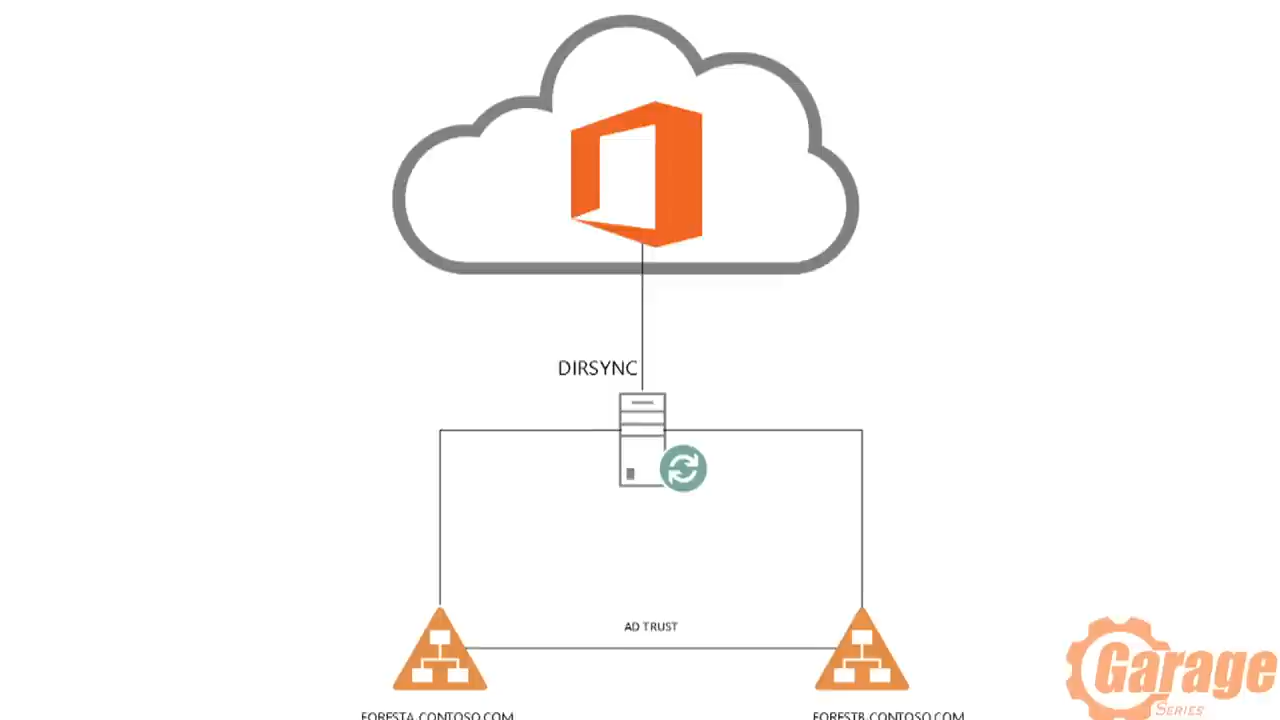 DIRSYNC
AD TRUST
FORESTA.CONTOSO.COM
FORESTB.CONTOSO.COM
Garage
SERIES